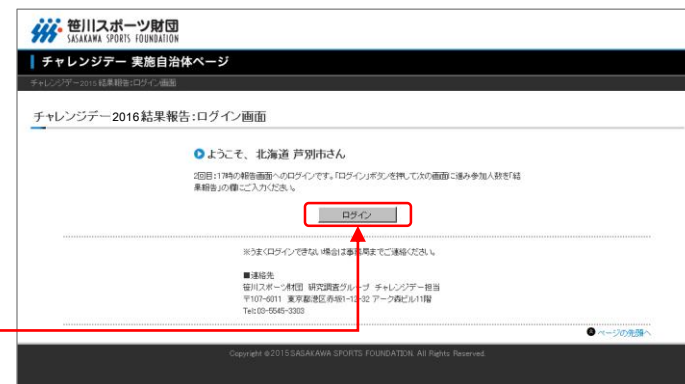 笹川スポーツ財団
SASAKAWA SPORTS FOUNDATION
チャレンジデー 実施自治体ページ
チャレンジデー2015 結果報告:ログイン画面
チャレンジデー2016結果報告:ログイン画面
ようこそ、北海道 芦別市さん
2回目:17時の報告画面へのログインです。「ログイン」ボタンを押して次の画面に進み参加人数を「結
果報告」の欄にご入力ください。
ログイン
※うまくログインできない場合は事務局までご連絡ください。
■連絡先
笹川スポーツ財団 研究調査グループ チャレンジデー担当
〒107-6011 東京都港区赤坂1-12-32 アーク森ビル11階
Tel:03-5545-3303
ページの先頭へ
Copyright @2015 SASAKAWA SPORTS FOUNDATION. All Rights Reserved.